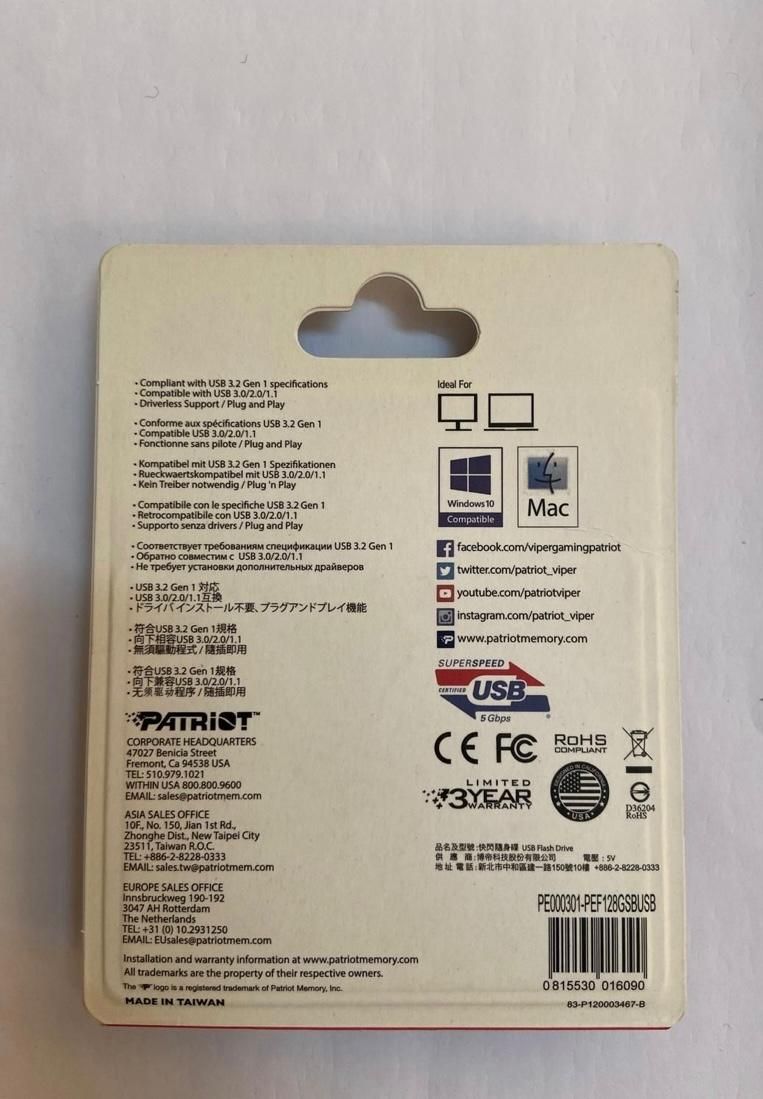 • Compliant with USB 3.2 Gen 1 specifications
• Compatible with USB 3.0/2.0/1.1
• Driverless Support / Plug and Play
• Conforme aux spécifications USB 3.2 Gen 1
• Compatible USB 3.0/2.0/1.1
• Fonctionne sans pilote / Plug and Play
• Kompatibel mit USB 3.2 Gen 1 Spezifikationen
• Rueckwaertskompatibel mit USB 3.0/2.0/1.1
• Kein Treiber notwendig / Plug 'n Play
• Compatibile con le specifiche USB 3.2 Gen 1
• Retrocompatibile con USB 3.0/2.0/1.1
• Supporto senza drivers / Plug and Play
• Соответствует требованиям спецификации USB 3.2 Gen 1
• Обратно совместим с USB 3.0/2.0/1.1
• Не требует установки дополнительных драйверов
• USB 3.2 Gen 1 対応
• USB 3.0/2.0/1.1互換
• ドライバインストール不要、プラグアンドプレイ機能
• 符合USB 3.2 Gen 1規格
• 向下相容USB 3.0/2.0/1.1
• 無須驅動程式 / 隨插即用
• 符合USB 3.2 Gen 1规格
• 向下兼容USB 3.0/2.0/1.1
• 无须驱动程序 / 随插即用
PATRIOT™
CORPORATE HEADQUARTERS
47027 Benicia Street
Fremont, Ca 94538 USA
TEL: 510.979.1021
WITHIN USA 800.800.9600
EMAIL: sales@patriotmem.com
ASIA SALES OFFICE
10F., No. 150, Jian 1st Rd.,
Zhonghe Dist., New Taipei City
23511, Taiwan R.O.C.
TEL: +886-2-8228-0333
EMAIL: sales.tw@patriotmem.com
EUROPE SALES OFFICE
Innsbruckweg 190-192
3047 AH Rotterdam
The Netherlands
TEL: +31 (0) 10.2931250
EMAIL: EUsales@patriotmem.com
Installation and warranty information at www.patriotmemory.com
All trademarks are the property of their respective owners.
The P logo is a registered trademark of Patriot Memory, Inc.
MADE IN TAIWAN
Ideal For
Windows 10
Compatible
Mac
facebook.com/vipergamingpatriot
twitter.com/patriot_viper
youtube.com/patriotviper
instagram.com/patriot_viper
www.patriotmemory.com
SUPERSPEED
CERTIFIED USB
5 Gbps
CE FC RoHS
COMPLIANT
LIMITED
3 YEAR
WARRANTY
DESIGNED IN CALIFORNIA
USA
D36204
RoHS
品名及型號:快閃隨身碟 USB Flash Drive
供 應 商:博帝科技股份有限公司 電壓:5V
地 址 電 話:新北市中和區建一路150號10樓 +886-2-8228-0333
PE000301-PEF128GSBUSB
0 815530 016090
83-P120003467-B